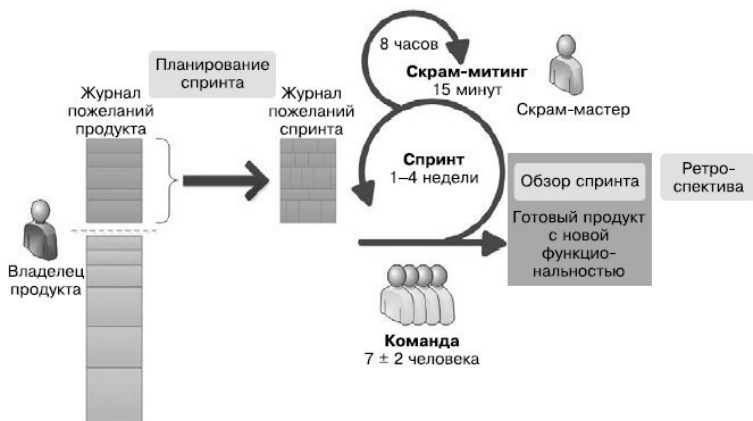 8 часов
Скрам-митинг
15 минут
Скрам-мастер
Планирование
спринта
Журнал
пожеланий
продукта
Журнал
пожеланий
спринта
Спринт
1–4 недели
Обзор спринта
Ретро-
спектива
Готовый продукт
с новой
функцио-
нальностью
Владелец
продукта
Команда
7 ± 2 человека